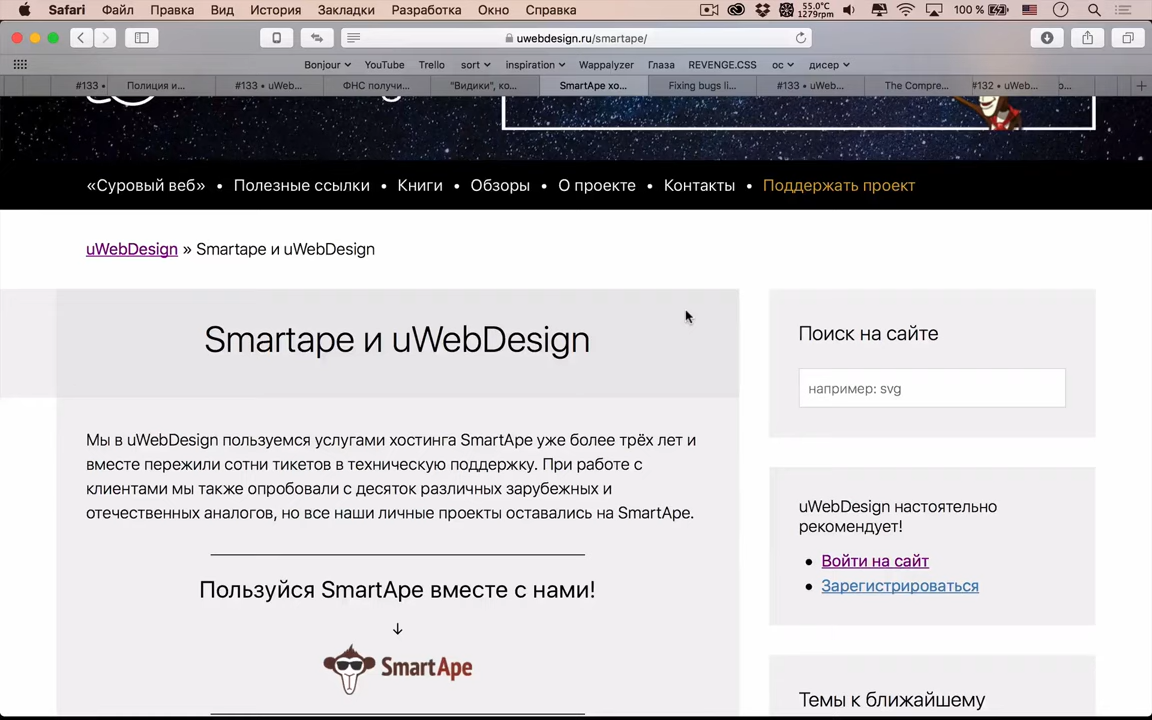 Safari Файл Правка Вид История Закладки Разработка Окно Справка 55.0°C 1279rpm 100 %
uwebdesign.ru/smartape/
Bonjour YouTube Trello sort inspiration Wappalyzer Глаза REVENGE.CSS ос дисер
#133 • Полиция и... #133 • uWeb... ФНС получи... "Видики", ко... SmartApe хо... Fixing bugs li... #133 • uWeb... The Compre... #132 • uWeb...
«Суровый веб» • Полезные ссылки • Книги • Обзоры • О проекте • Контакты • Поддержать проект
uWebDesign » Smartape и uWebDesign
Smartape и uWebDesign
Мы в uWebDesign пользуемся услугами хостинга SmartApe уже более трёх лет и
вместе пережили сотни тикетов в техническую поддержку. При работе с
клиентами мы также опробовали с десяток различных зарубежных и
отечественных аналогов, но все наши личные проекты оставались на SmartApe.
Пользуйся SmartApe вместе с нами!
↓
SmartApe
Поиск на сайте
например: svg
uWebDesign настоятельно
рекомендует!
• Войти на сайт
• Зарегистрироваться
Темы к ближайшему